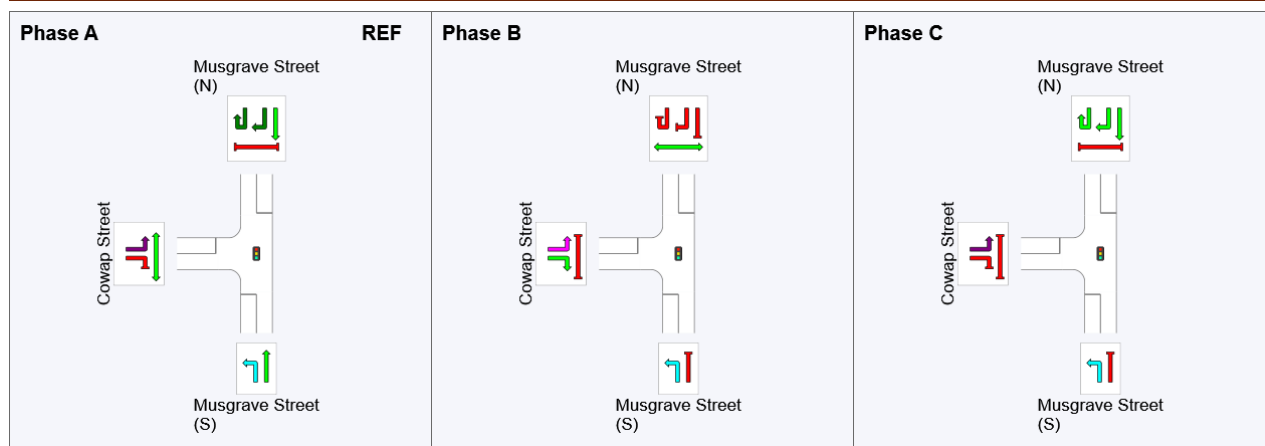 Phase A
REF
Musgrave Street
(N)
Cowap Street
Musgrave Street
(S)
Phase B
Musgrave Street
(N)
Cowap Street
Musgrave Street
(S)
Phase C
Musgrave Street
(N)
Cowap Street
Musgrave Street
(S)